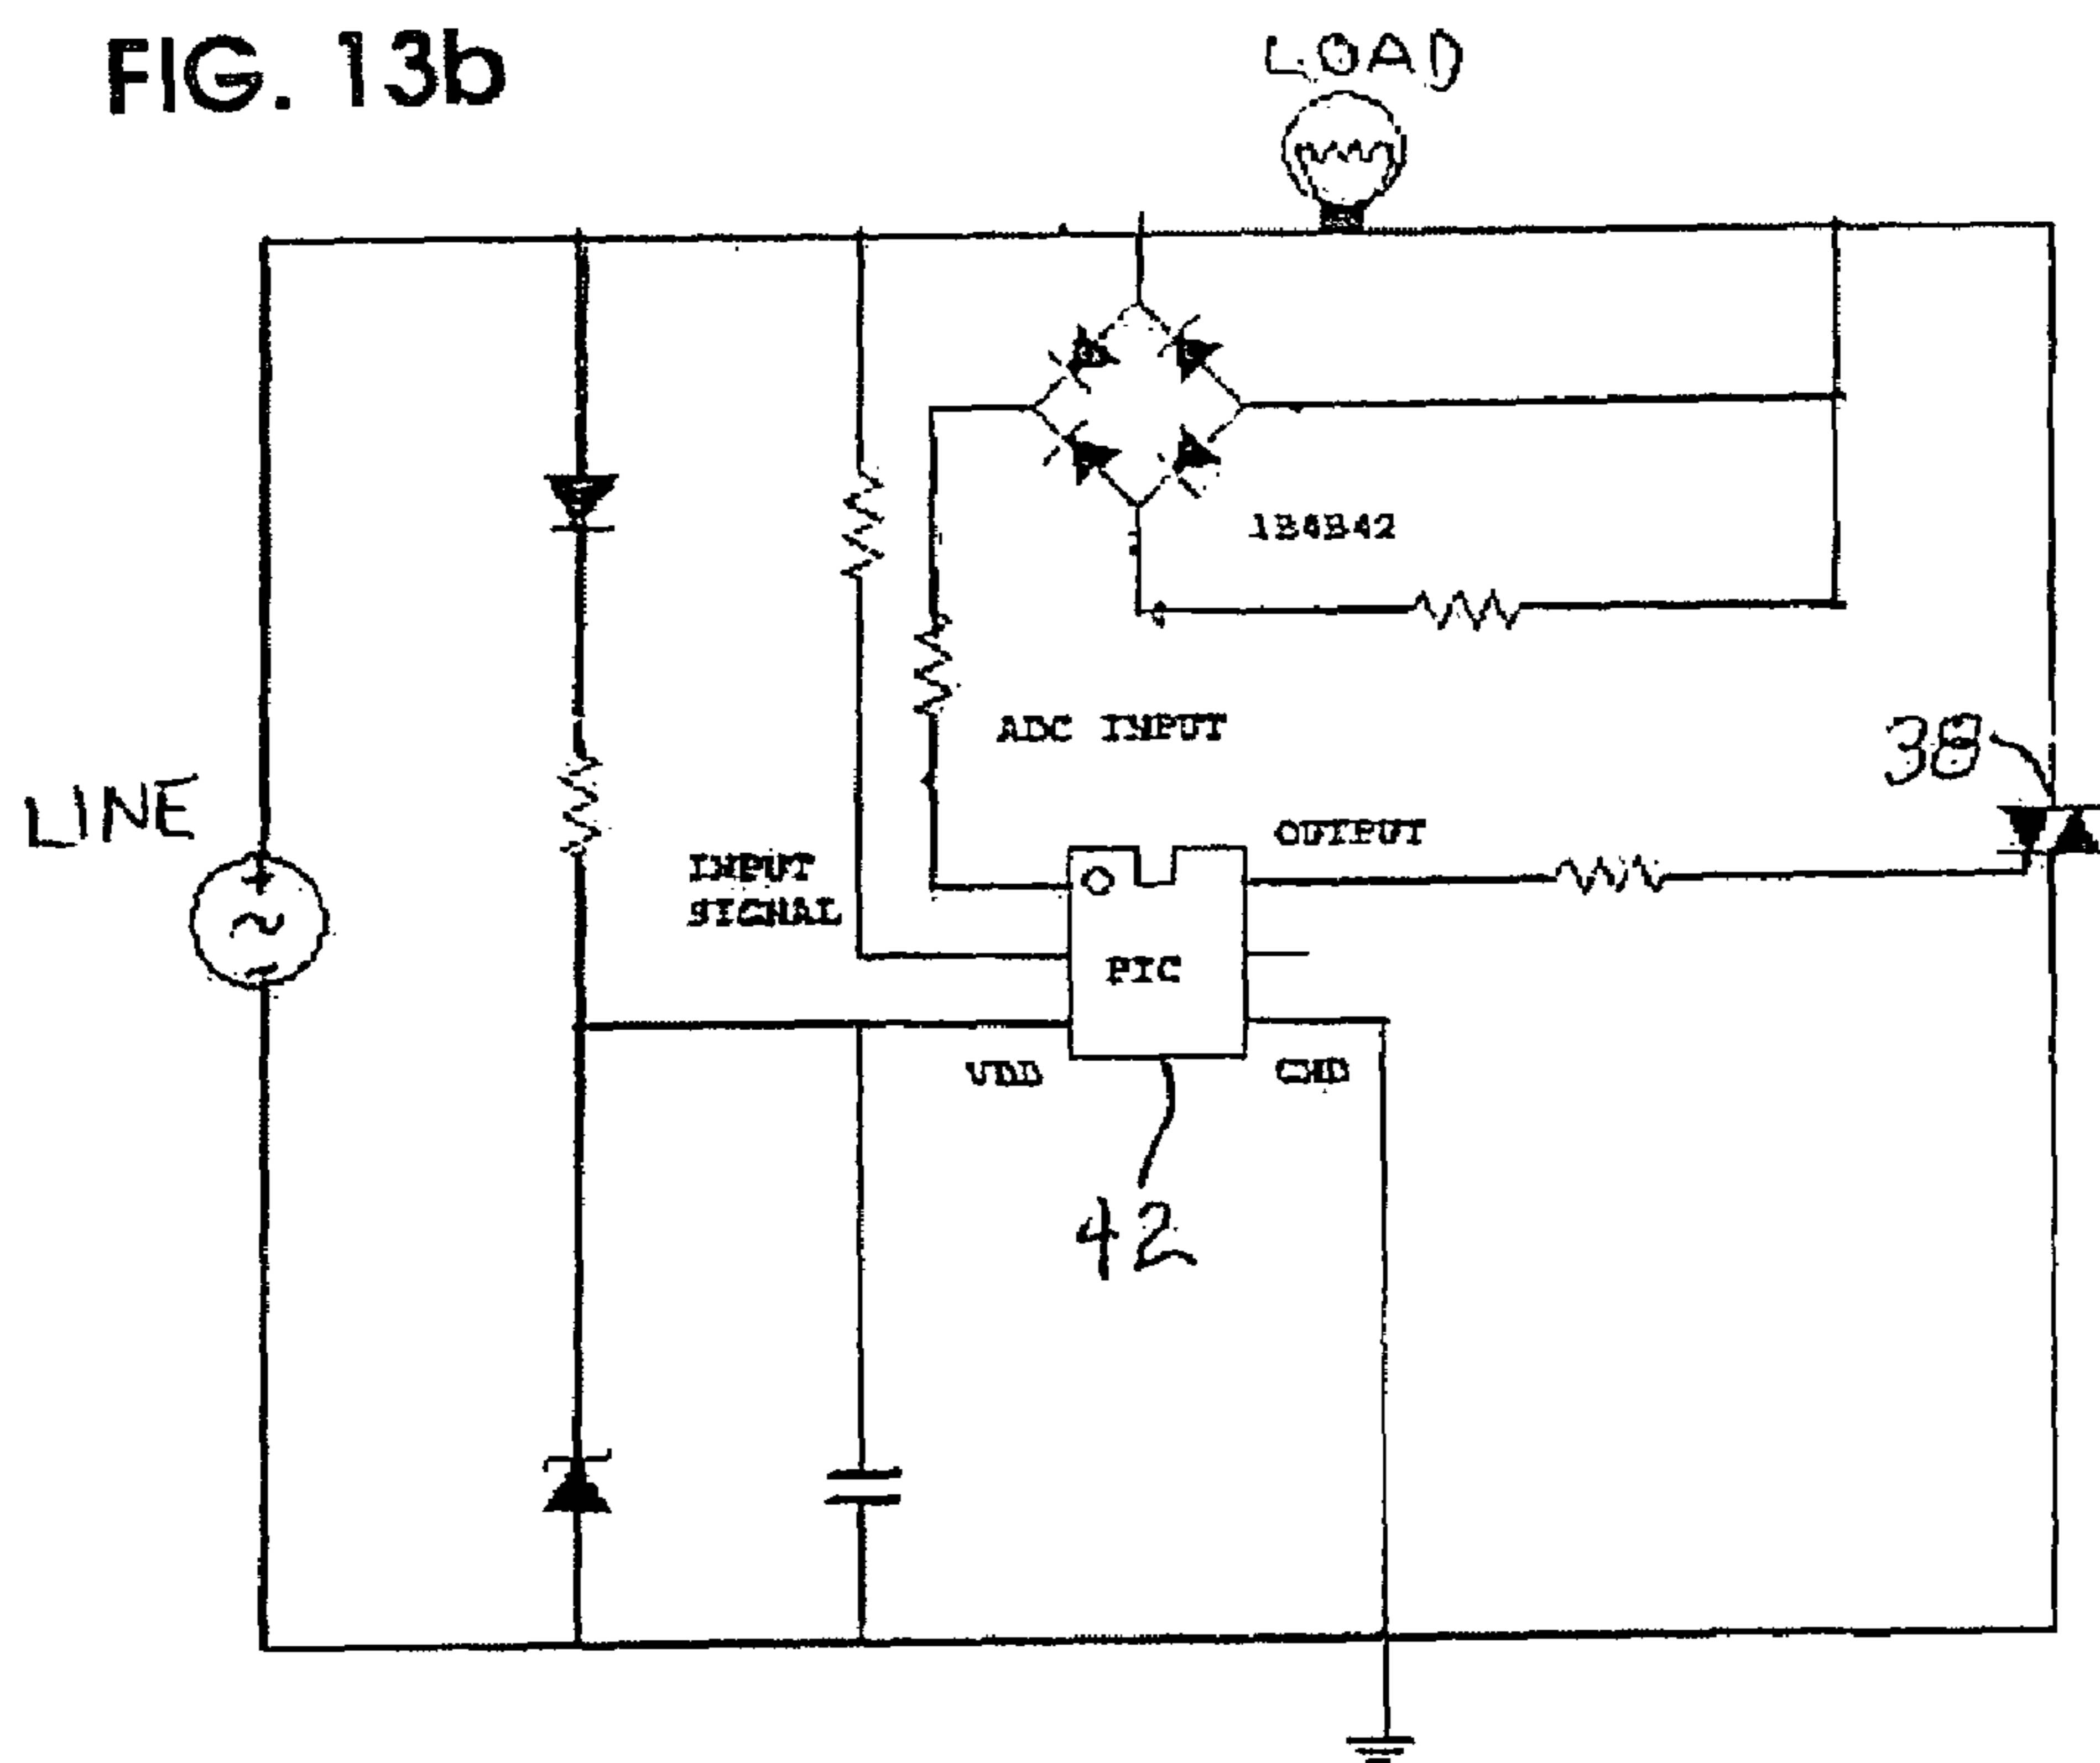 FIG. 13b
LOAD
1B4B42
ADC INPUT
38
LINE
OUTPUT
INPUT
SIGNAL
PIC
VDD
GND
42